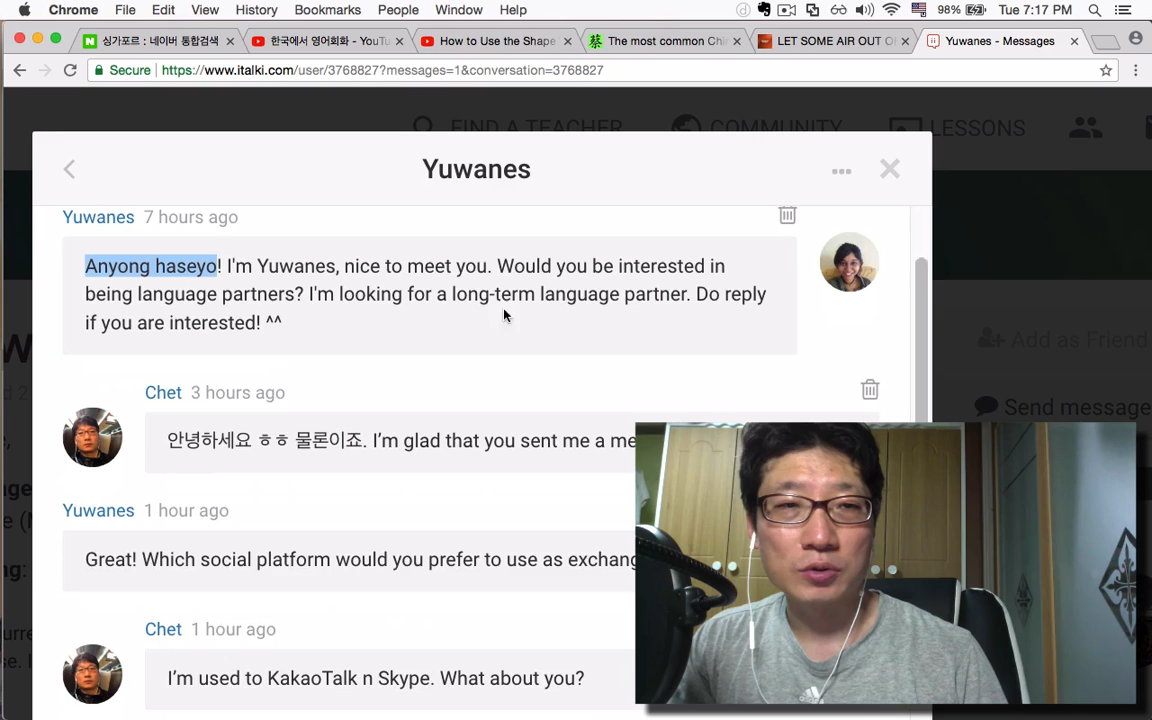 Chrome File Edit View History Bookmarks People Window Help 98% Tue 7:17 PM
싱가포르 : 네이버 통합검색
한국에서 영어회화 - YouTu
How to Use the Shape
The most common Chi
LET SOME AIR OUT OF
Yuwanes - Messages
Secure https://www.italki.com/user/3768827?messages=1&conversation=3768827
FIND A TEACHER COMMUNITY LESSONS
Yuwanes
Yuwanes 7 hours ago
Anyong haseyo! I'm Yuwanes, nice to meet you. Would you be interested in
being language partners? I'm looking for a long-term language partner. Do reply
if you are interested! ^^
Add as Friend
Chet 3 hours ago
Send message
안녕하세요 ㅎㅎ 물론이죠. I'm glad that you sent me a me
Yuwanes 1 hour ago
Great! Which social platform would you prefer to use as exchang
Chet 1 hour ago
I'm used to KakaoTalk n Skype. What about you?